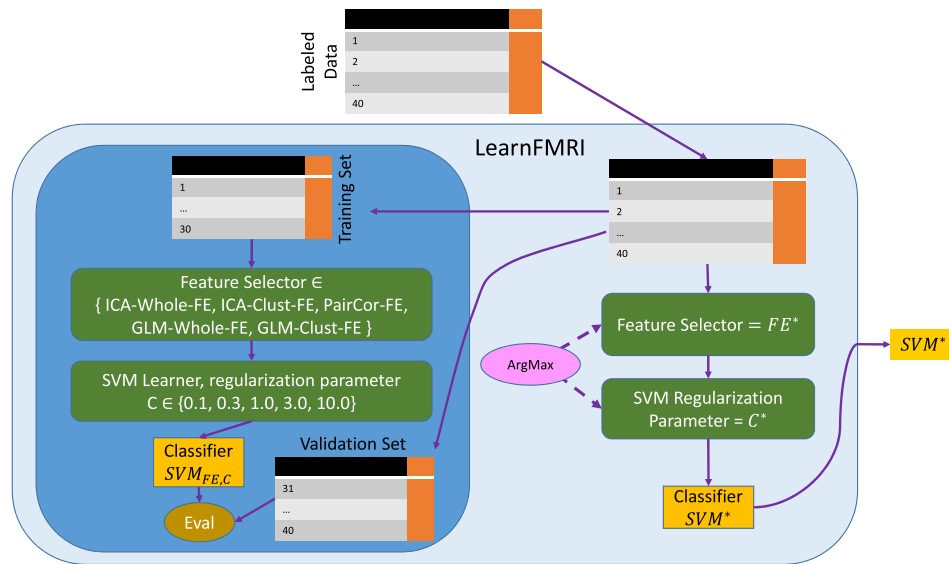 Labeled
Data
1
2
...
40
LearnFMRI
Training Set
1
...
30
1
2
...
40
Feature Selector ∈
{ ICA-Whole-FE, ICA-Clust-FE, PairCor-FE,
GLM-Whole-FE, GLM-Clust-FE }
SVM Learner, regularization parameter
C ∈ {0.1, 0.3, 1.0, 3.0, 10.0}
Classifier
SVM_{FE,C}
Eval
Validation Set
31
...
40
ArgMax
Feature Selector = FE*
SVM Regularization
Parameter = C*
Classifier
SVM*
SVM*